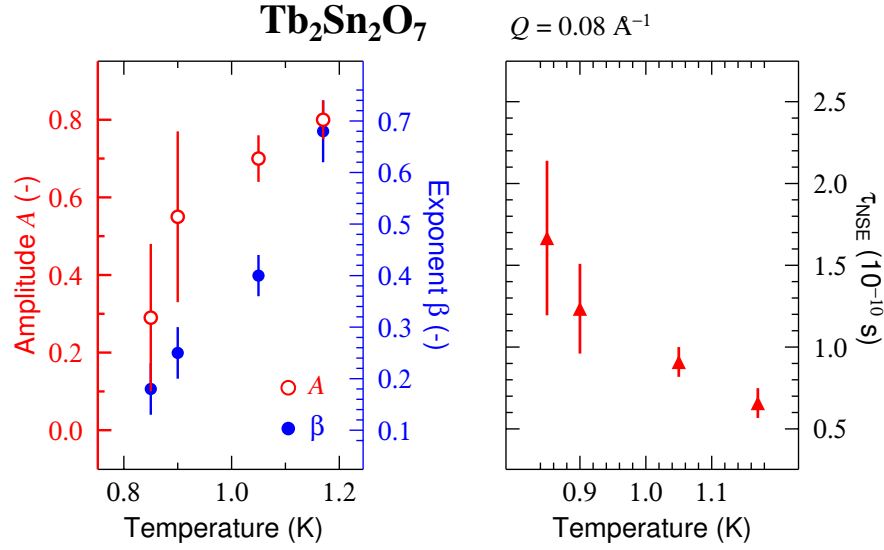 Tb₂Sn₂O₇
Q = 0.08 Å⁻¹
Amplitude A (-)
0.8
0.6
0.4
0.2
0.0
0.7
0.6
0.5
0.4
0.3
0.2
0.1
Exponent β (-)
A
β
0.8 1.0 1.2
Temperature (K)
2.5
2.0
1.5
1.0
0.5
τNSE (10⁻¹⁰ s)
0.9 1.0 1.1
Temperature (K)